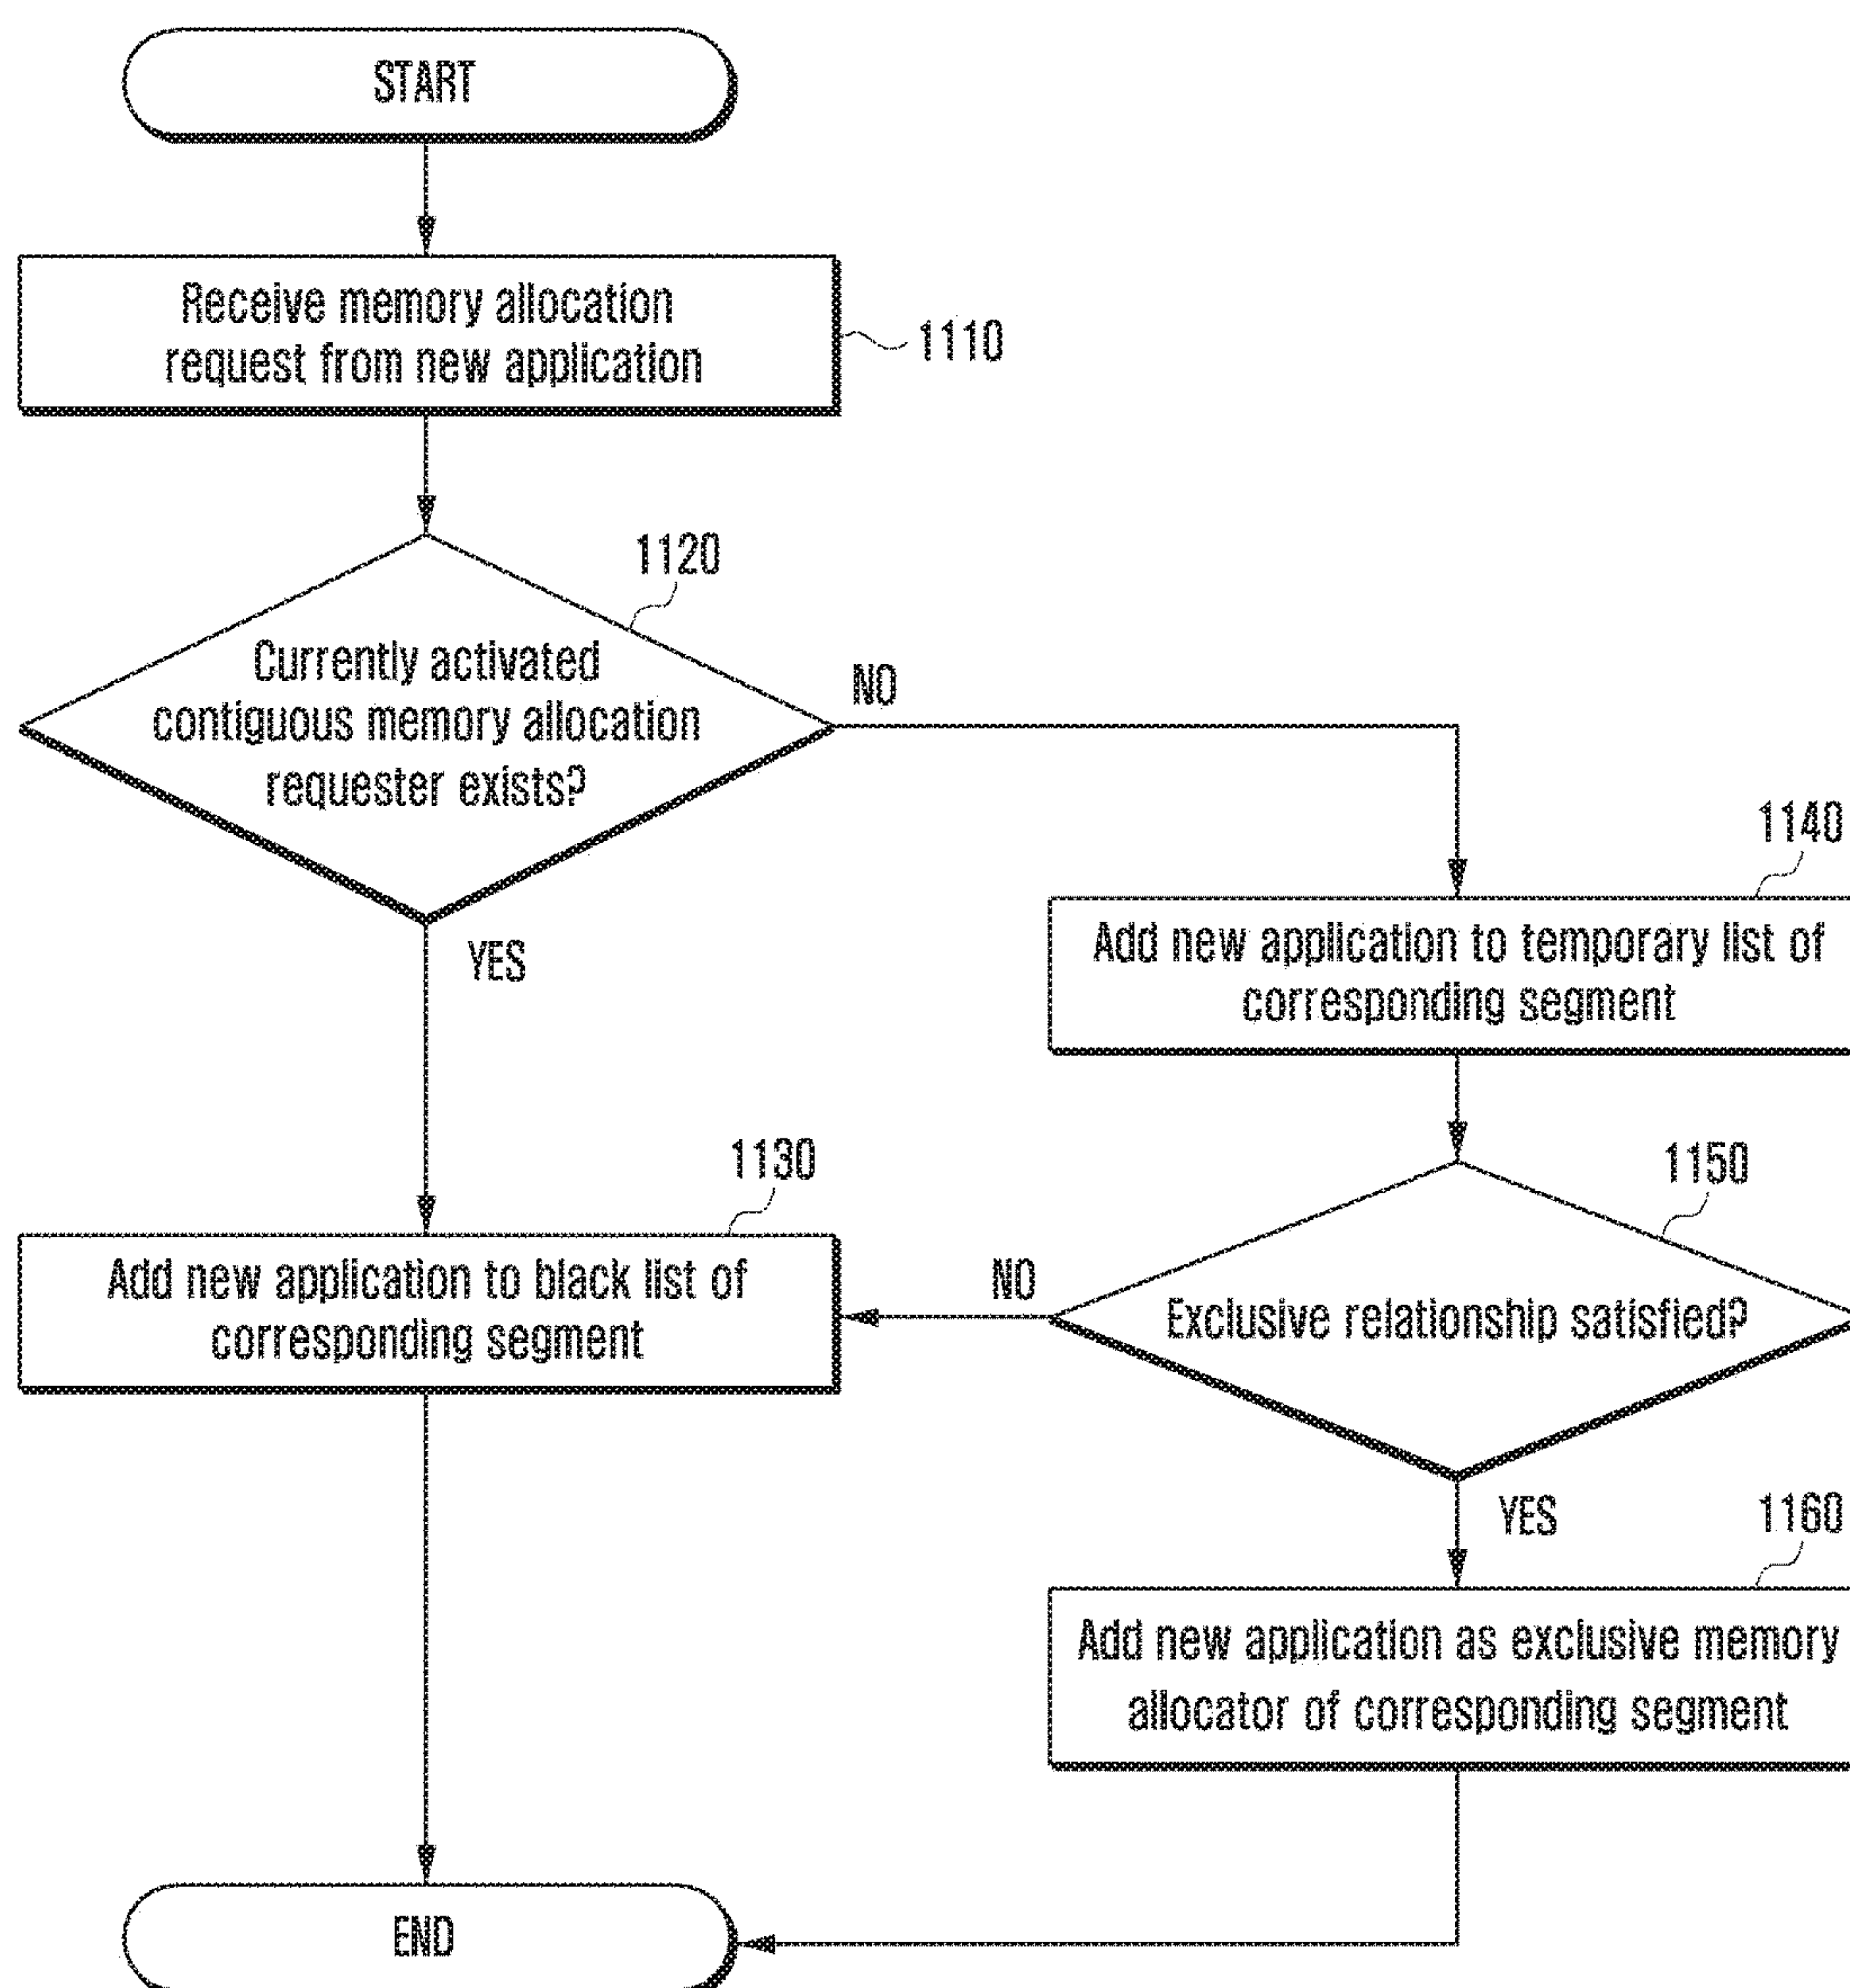 START
Receive memory allocation
request from new application
1110
1120
Currently activated
contiguous memory allocation
requester exists?
NO
YES
1140
Add new application to temporary list of
corresponding segment
1130
Add new application to black list of
corresponding segment
1150
NO
Exclusive relationship satisfied?
YES
1160
Add new application as exclusive memory
allocator of corresponding segment
END